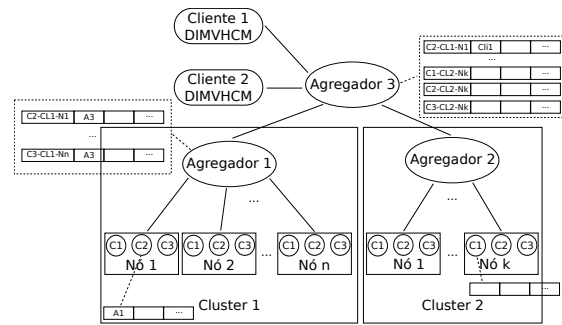 Cliente 1
DIMVHCM
Cliente 2
DIMVHCM
Agregador 3
C2-CL1-N1 Cli1 ...
...
C1-CL2-Nk ...
C2-CL2-Nk ...
C3-CL2-Nk ...
C2-CL1-N1 A3 ...
...
C3-CL1-Nn A3 ...
Agregador 1
Agregador 2
...
...
C1 C2 C3 C1 C2 C3 ... C1 C2 C3
Nó 1 Nó 2 Nó n
C1 C2 C3 ... C1 C2 C3
Nó 1 Nó k
A1 ...
Cluster 1
...
Cluster 2